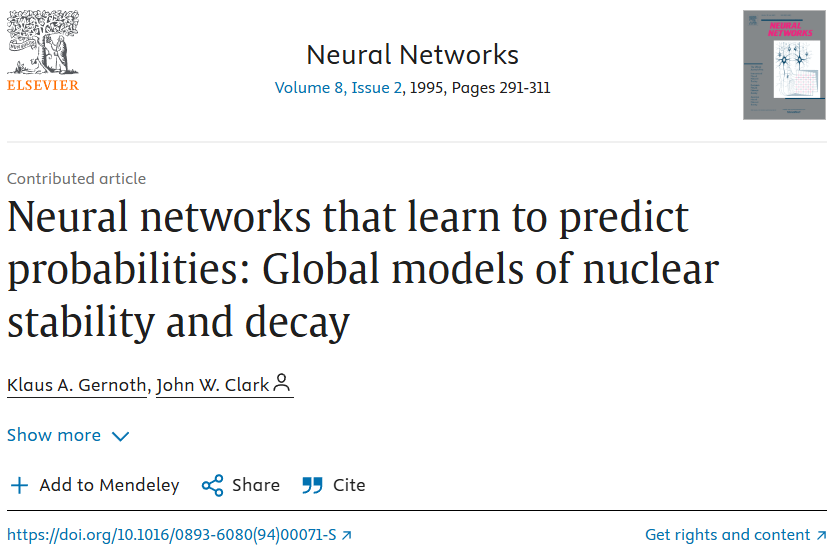 ELSEVIER
Neural Networks
Volume 8, Issue 2, 1995, Pages 291-311
NEURAL
NETWORKS
Contributed article
Neural networks that learn to predict
probabilities: Global models of nuclear
stability and decay
Klaus A. Gernoth, John W. Clark
Show more
Add to Mendeley
Share
Cite
https://doi.org/10.1016/0893-6080(94)00071-S
Get rights and content